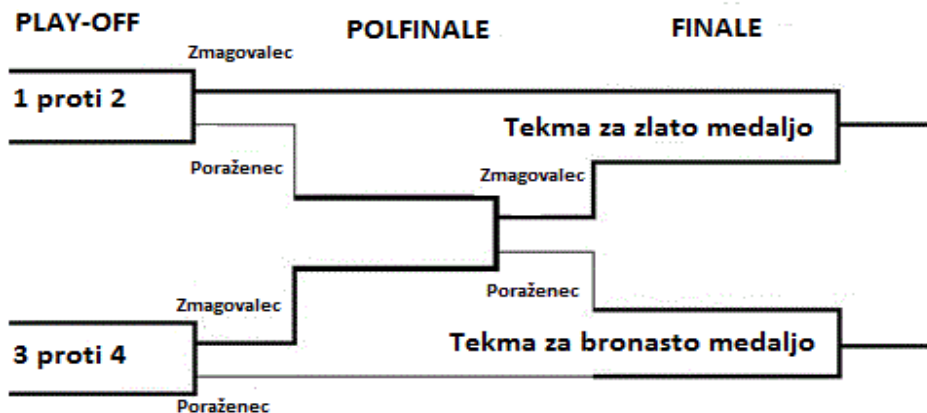 PLAY-OFF
POLFINALE
FINALE
Zmagovalec
1 proti 2
Tekma za zlato medaljo
Poraženec
Zmagovalec
Zmagovalec
Poraženec
3 proti 4
Tekma za bronasto medaljo
Poraženec